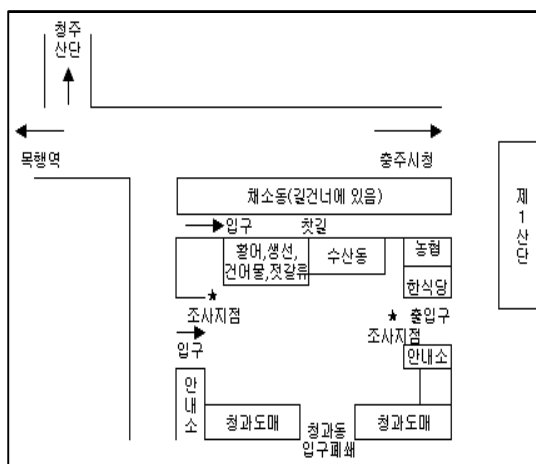 청주
산단
목행역
충주시청
채소동(길건너에 있음)
제
1
산
단
입구
찻길
황어,생선,
건어물,젓갈류
수산동
농협
한식당
조사지점
출입구
조사지점
입구
안내소
안
내
소
청과도매
청과동
입구폐쇄
청과도매